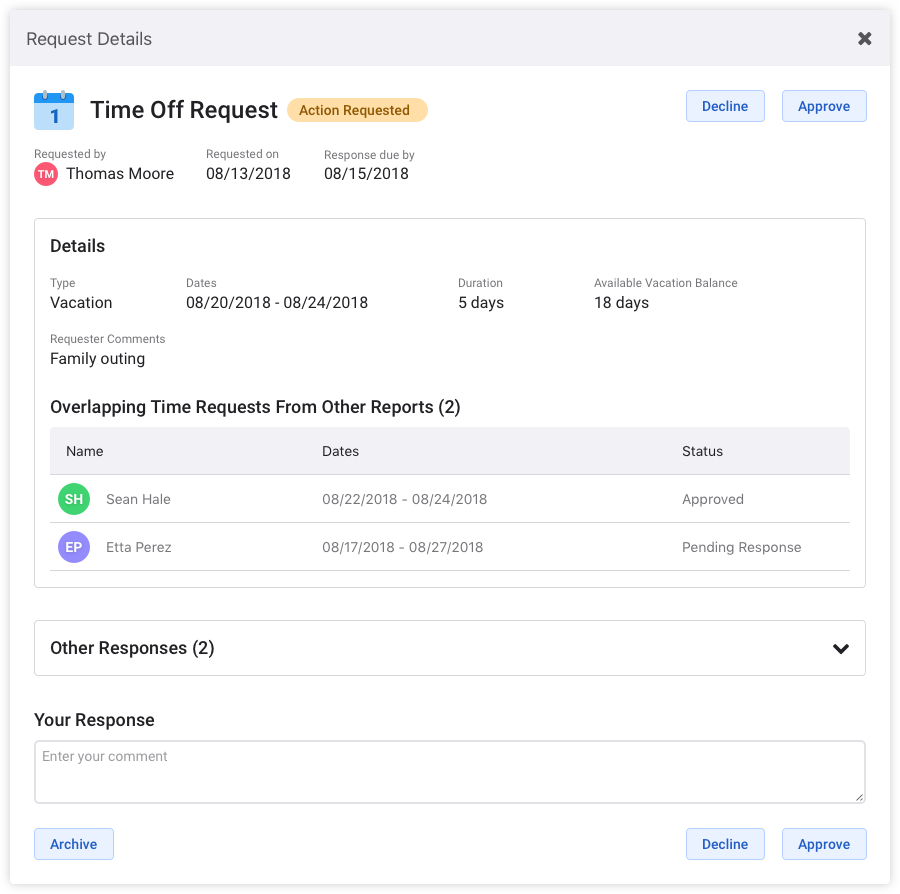 Request Details
1
Time Off Request Action Requested Decline Approve
Requested by Requested on Response due by
TM Thomas Moore 08/13/2018 08/15/2018
Details
Type Dates Duration Available Vacation Balance
Vacation 08/20/2018 - 08/24/2018 5 days 18 days
Requester Comments
Family outing
Overlapping Time Requests From Other Reports (2)
Name Dates Status
SH Sean Hale 08/22/2018 - 08/24/2018 Approved
EP Etta Perez 08/17/2018 - 08/27/2018 Pending Response
Other Responses (2)
Your Response
Enter your comment
Archive Decline Approve